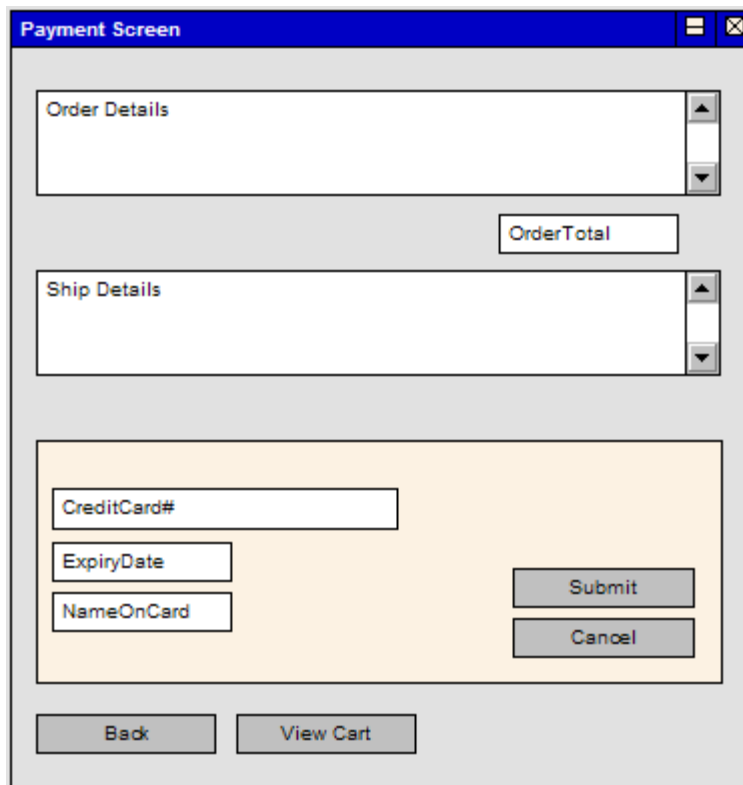 Payment Screen
Order Details
OrderTotal
Ship Details
CreditCard#
ExpiryDate
NameOnCard
Submit
Cancel
Back
View Cart